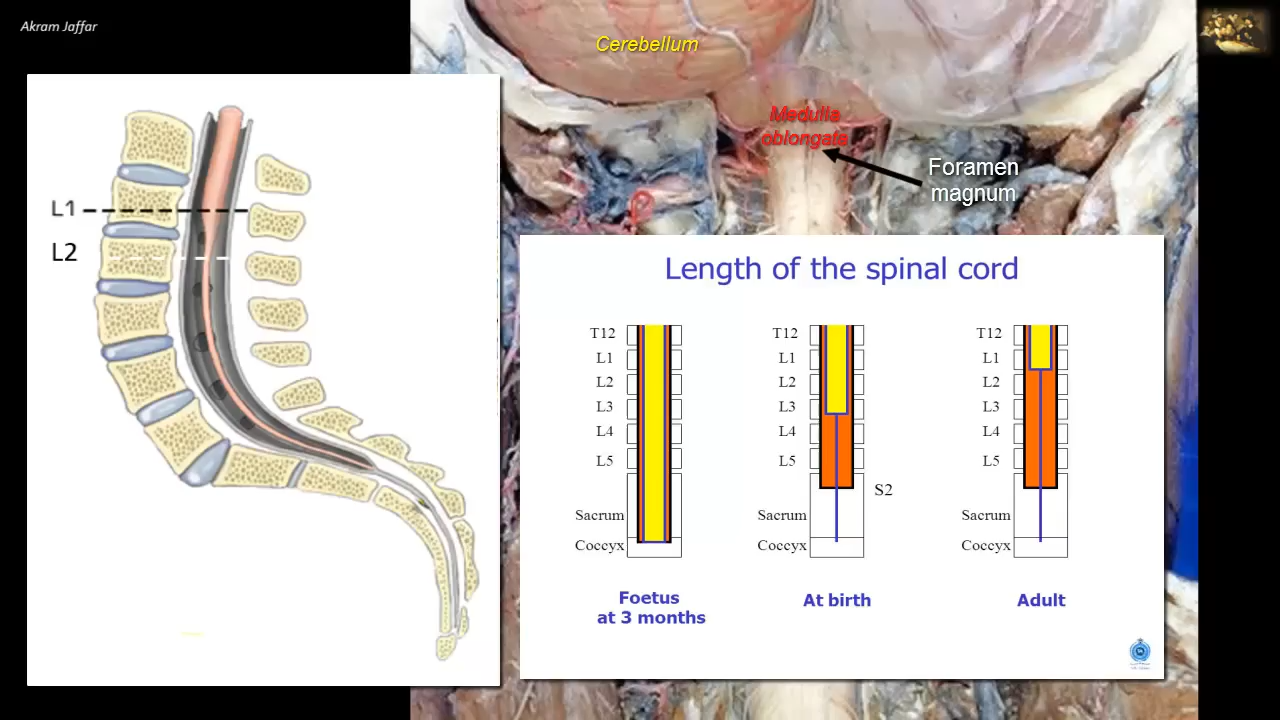 Akram Jaffar
Cerebellum
Medulla
oblongata
Foramen
magnum
L1
L2
Length of the spinal cord
T12
L1
L2
L3
L4
L5
Sacrum
Coccyx
Foetus
at 3 months
T12
L1
L2
L3
L4
L5
S2
Sacrum
Coccyx
At birth
T12
L1
L2
L3
L4
L5
Sacrum
Coccyx
Adult